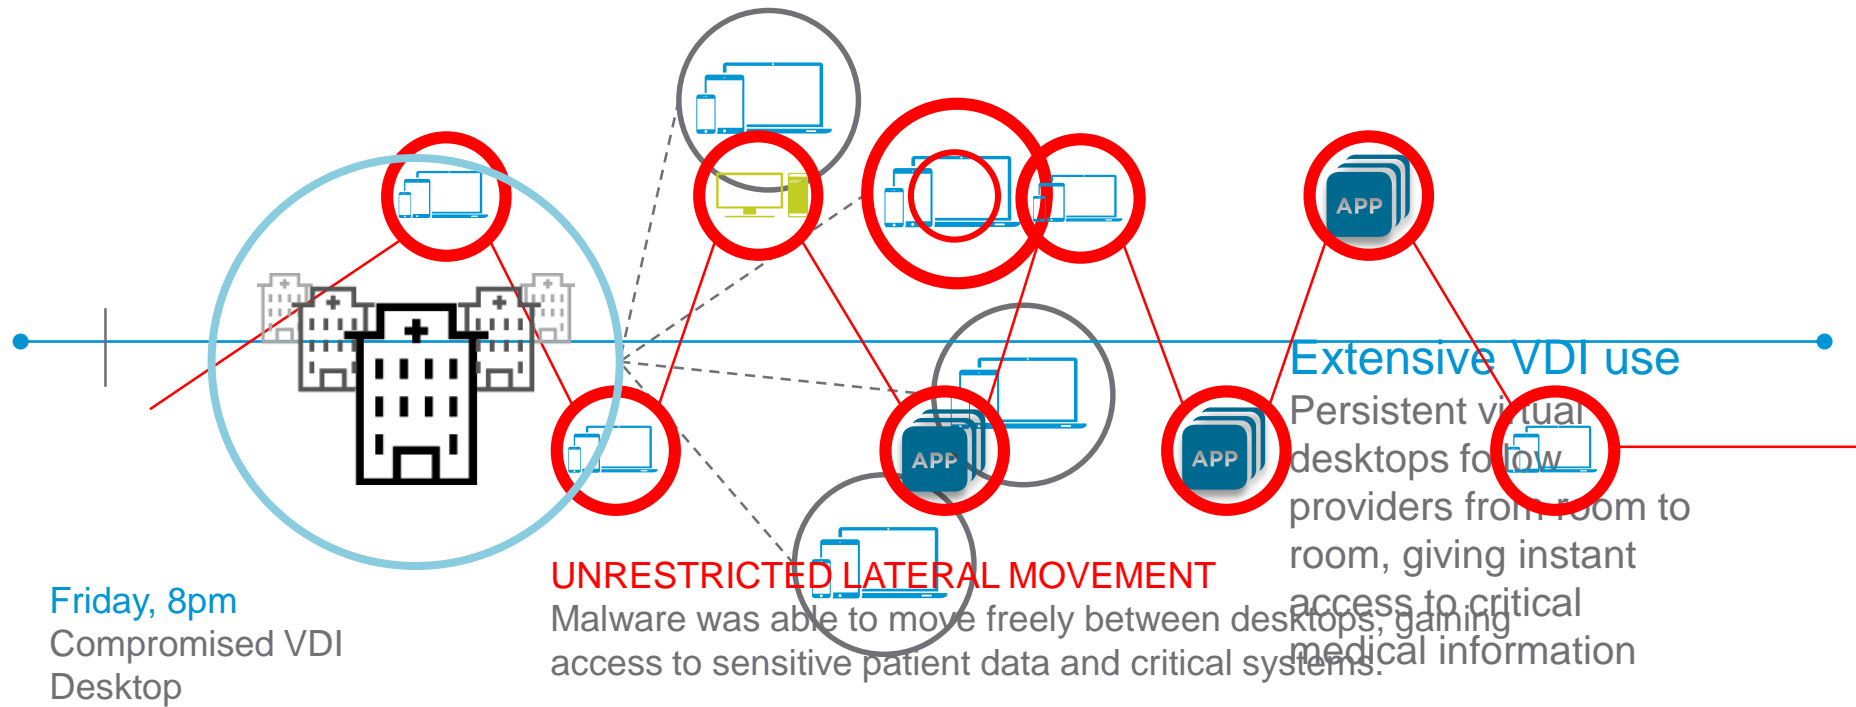 APP
APP
APP
Extensive VDI use
Persistent virtual
desktops follow
providers from room to
room, giving instant
access to critical
medical information
Friday, 8pm
Compromised VDI
Desktop
UNRESTRICTED LATERAL MOVEMENT
Malware was able to move freely between desktops, gaining
access to sensitive patient data and critical systems.